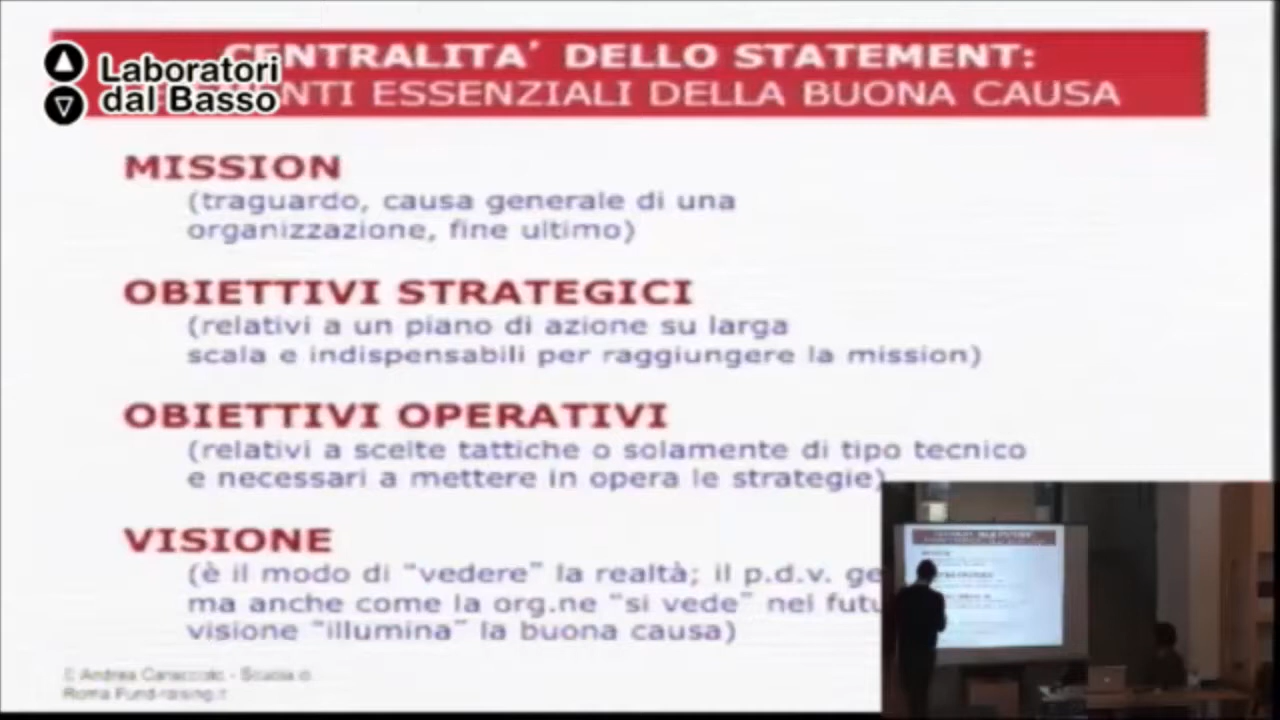 CENTRALITA' DELLO STATEMENT:
ESSENZIALI DELLA BUONA CAUSA
Laboratori
dal Basso
MISSION
(traguardo, causa generale di una
organizzazione, fine ultimo)
OBIETTIVI STRATEGICI
(relativi a un piano di azione su larga
scala e indispensabili per raggiungere la mission)
OBIETTIVI OPERATIVI
(relativi a scelte tattiche o solamente di tipo tecnico
e necessari a mettere in opera le strategie)
VISIONE
(è il modo di "vedere" la realtà; il p.d.v.
ma anche come la org.ne "si vede" nel
visione "illumina" la buona causa)
Andrea Caracciolo - Scuola di
Roma Fund-raising.it